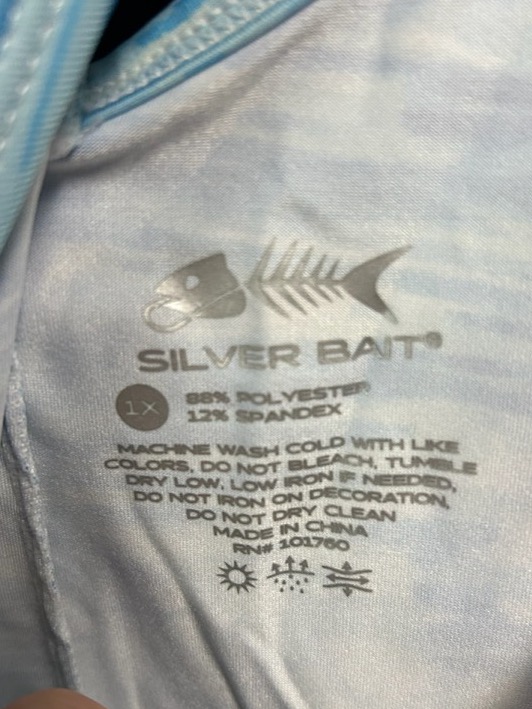 SILVER BAIT®
1X
88% POLYESTER
12% SPANDEX
MACHINE WASH COLD WITH LIKE
COLORS, DO NOT BLEACH, TUMBLE
DRY LOW, LOW IRON IF NEEDED,
DO NOT IRON ON DECORATION,
DO NOT DRY CLEAN
MADE IN CHINA
RN# 101760